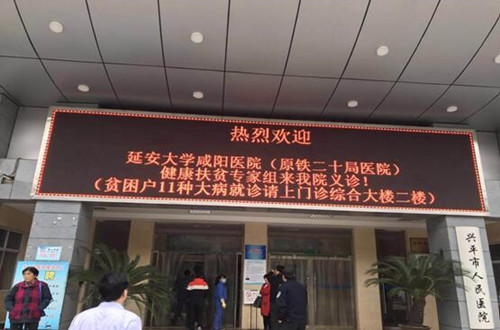 热烈欢迎
延安大学咸阳医院（原铁二十局医院）
健康扶贫专家组来我院义诊！
（贫困户11种大病就诊请上门诊综合大楼二楼）
兴平市人民医院